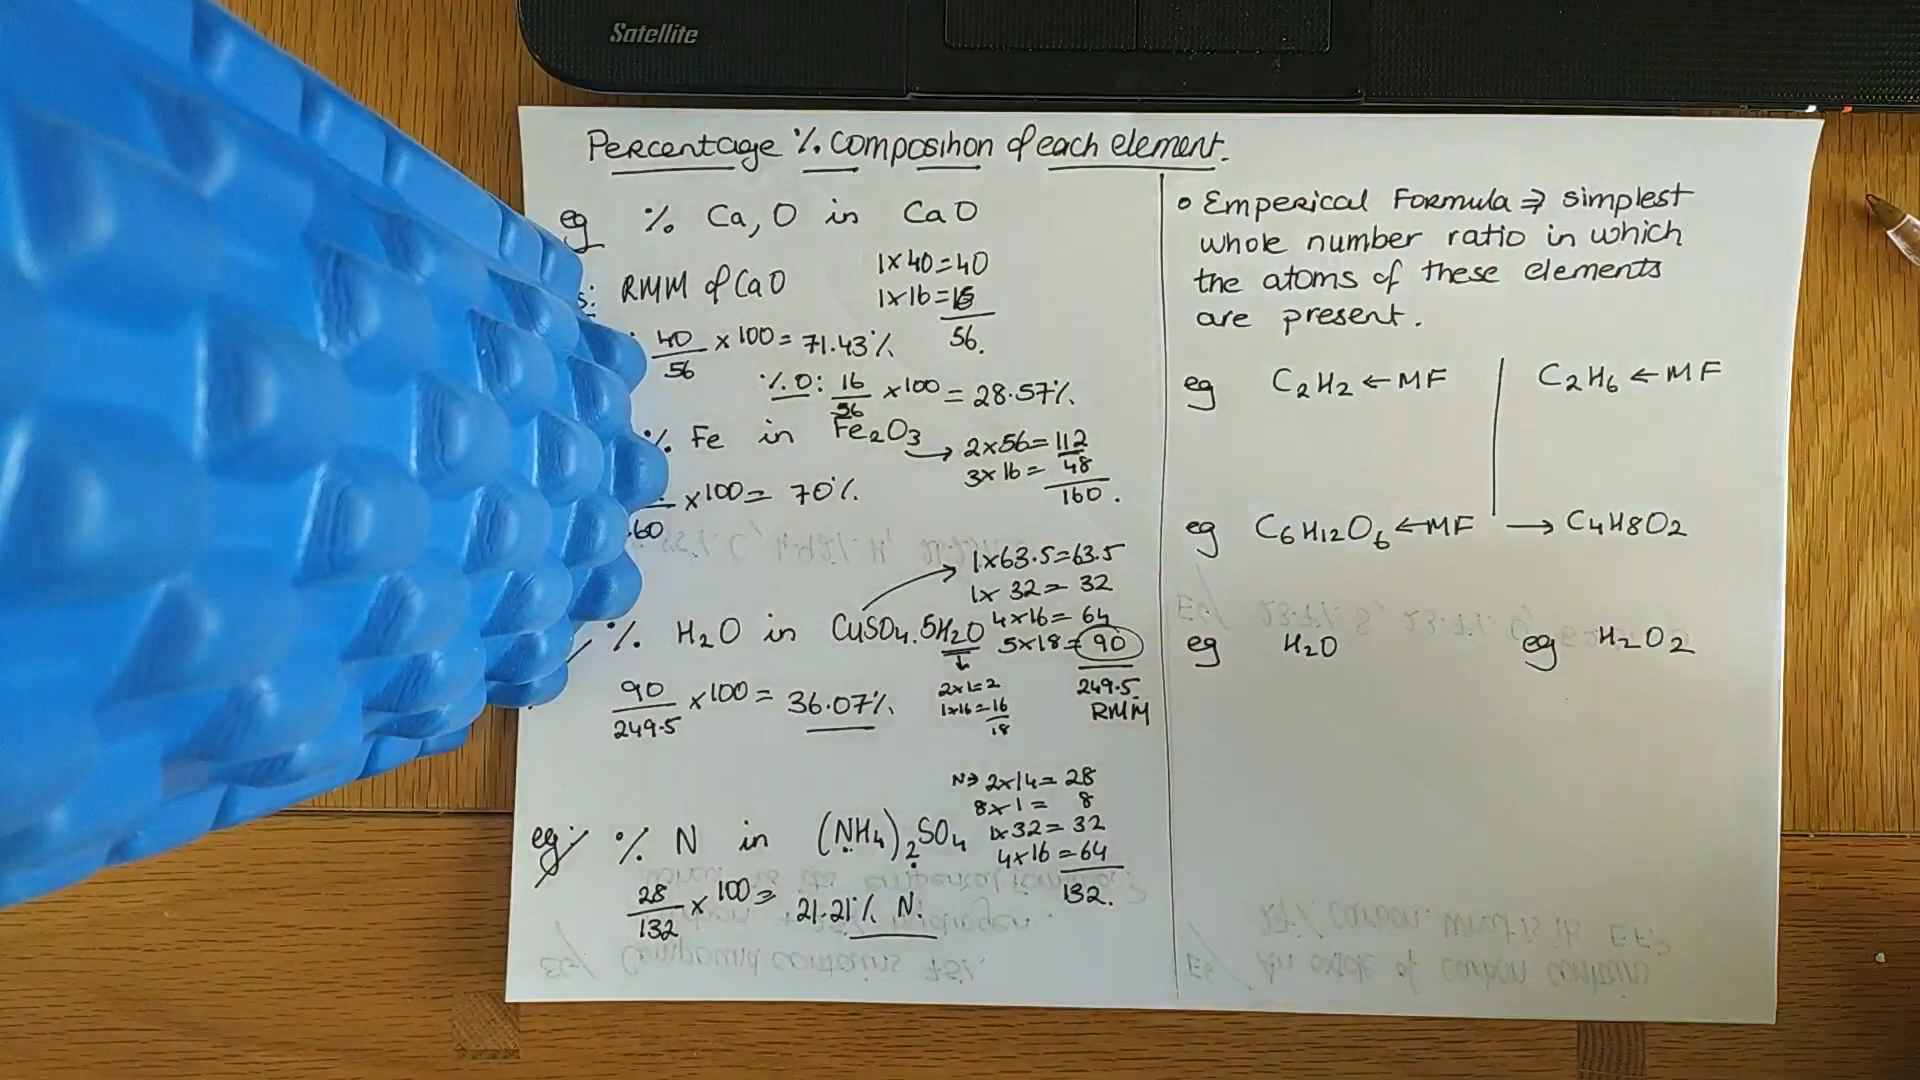 Satellite
Percentage % Composition of each element.
eg % Ca, O in CaO
s: RMM of CaO
1x40=40
1x16=16
56.
40/56 x 100 = 71.43%
% O: 16/56 x100 = 28.57%.
% Fe in Fe2O3 → 2x56=112
3x16= 48
160.
60 x100= 70%.
1x63.5=63.5
1x 32= 32
4x16= 64
% H2O in CuSO4.5H2O 5x18=90
2x1=2
1x16=16
18
249.5
RMM
90/249.5 x100= 36.07%.
N⇒ 2x14= 28
8x1= 8
1x32= 32
4x16=64
132.
eg % N in (NH4)2SO4
28/132 x 100= 21.21% N.
• Emperical Formula ⇒ simplest
whole number ratio in which
the atoms of these elements
are present.
eg C2H2 ← MF C2H6 ← MF
eg C6H12O6 ← MF → C4H8O2
eg H2O eg H2O2